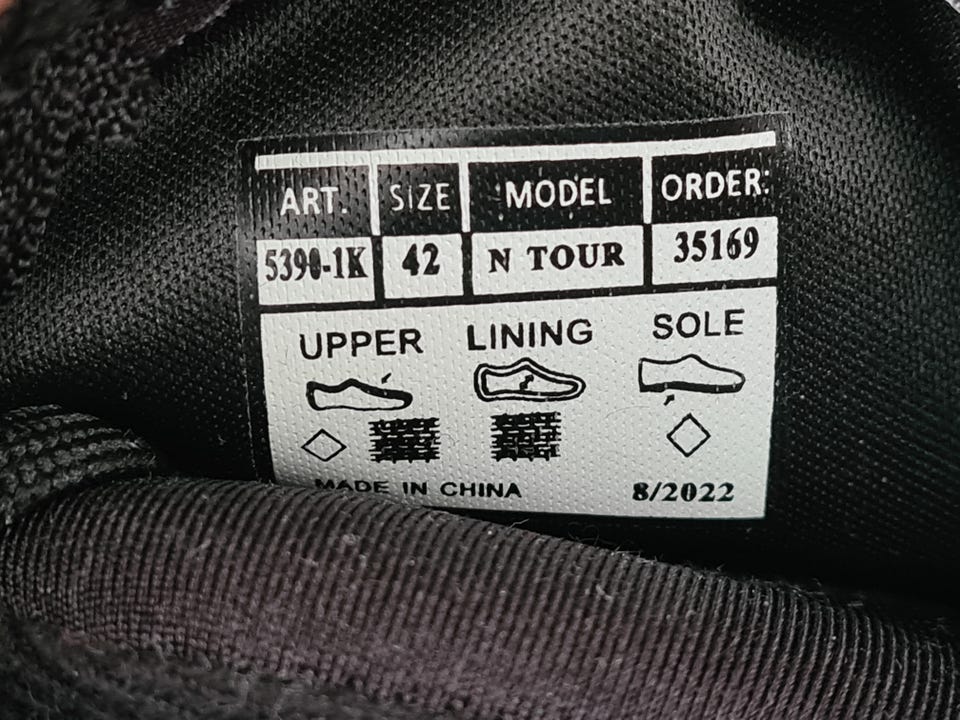 ART. SIZE MODEL ORDER:
5390-1K 42 N TOUR 35169
UPPER LINING SOLE
MADE IN CHINA 8/2022